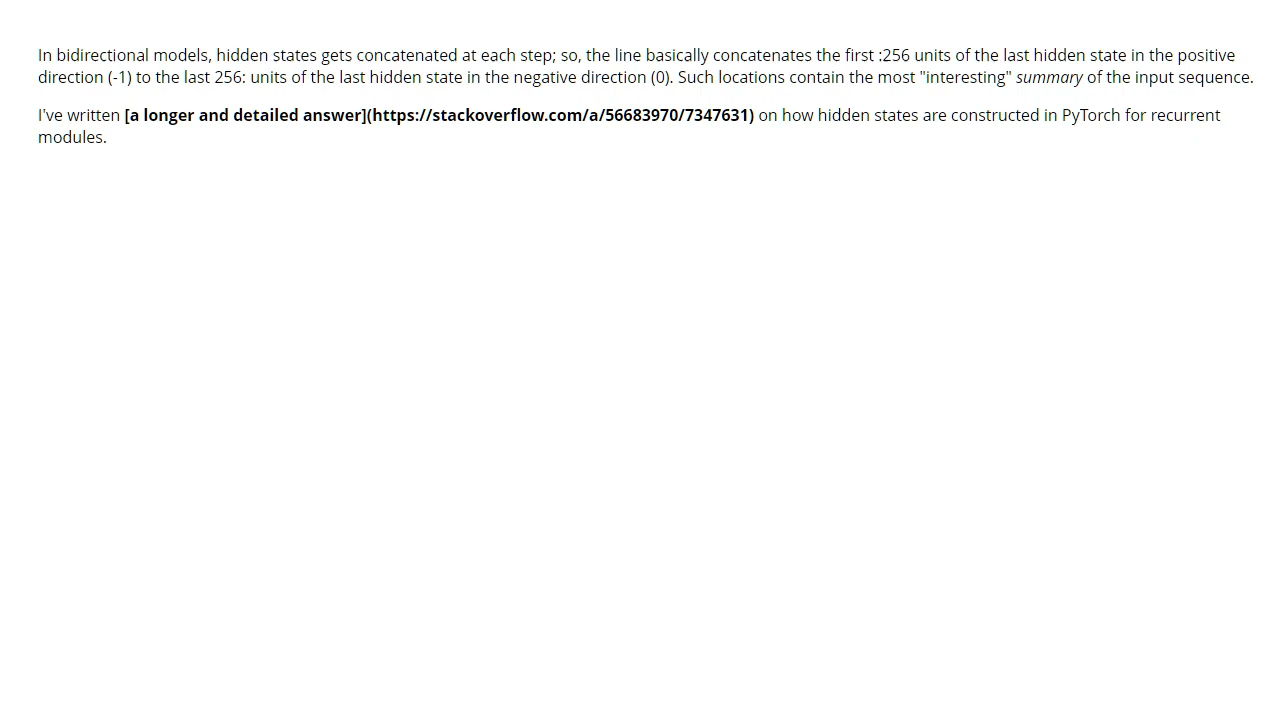 In bidirectional models, hidden states gets concatenated at each step; so, the line basically concatenates the first :256 units of the last hidden state in the positive
direction (-1) to the last 256: units of the last hidden state in the negative direction (0). Such locations contain the most "interesting" summary of the input sequence.
I've written [a longer and detailed answer](https://stackoverflow.com/a/56683970/7347631) on how hidden states are constructed in PyTorch for recurrent
modules.